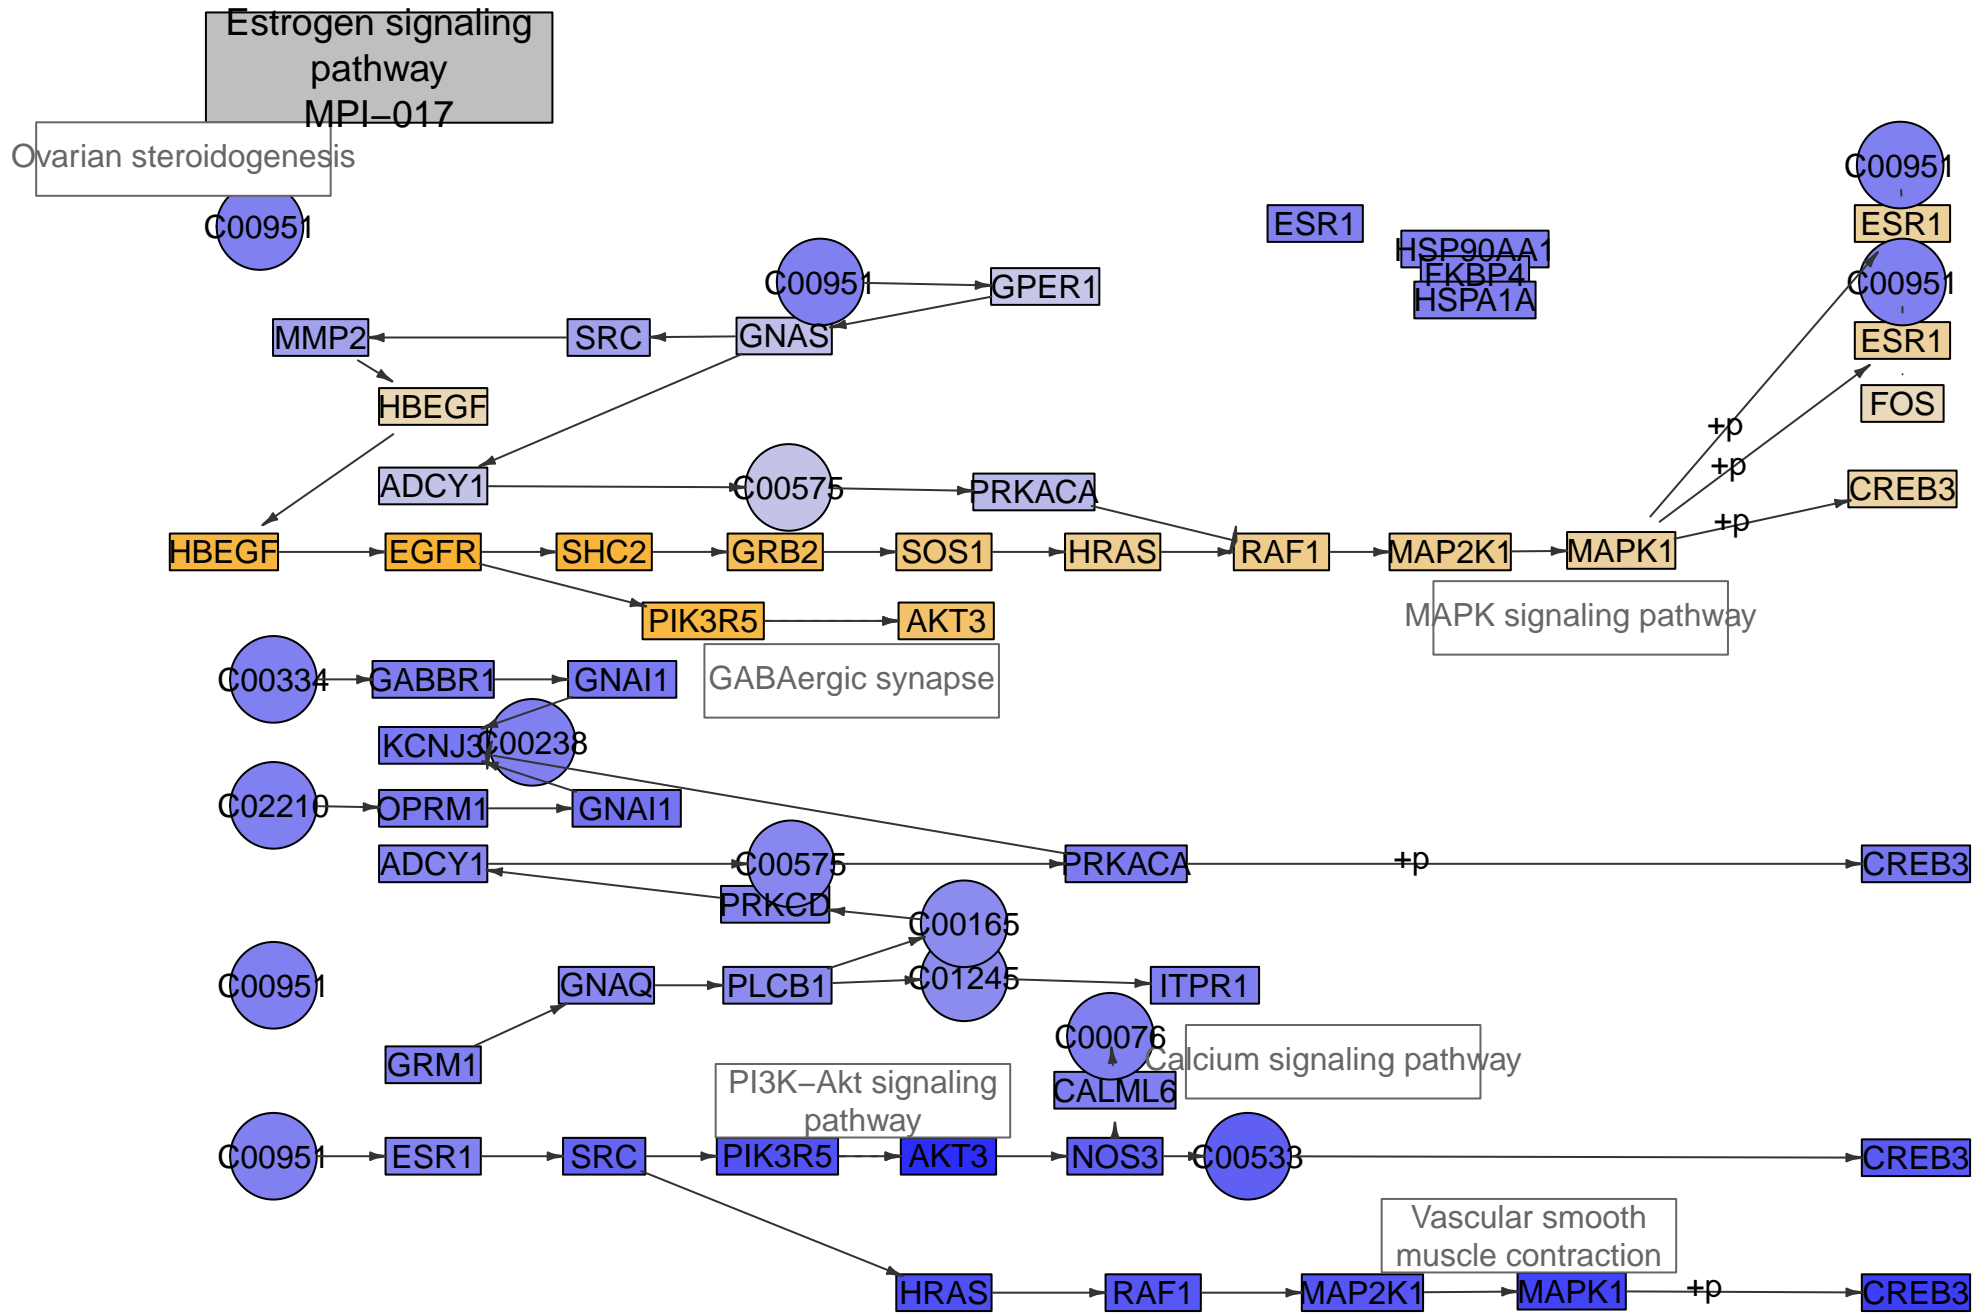 Estrogen signaling
pathway
MPI−017
Ovarian steroidogenesis
C00951
C00951
ESR1
ESR1
C00951
HSP90AA1
FKBP4
HSPA1A
C00951
GPER1
C00951
MMP2
SRC
GNAS
ESR1
HBEGF
FOS
+p
+p
ADCY1
C00575
PRKACA
CREB3
+p
HBEGF
EGFR
SHC2
GRB2
SOS1
HRAS
RAF1
MAP2K1
MAPK1
PIK3R5
AKT3
MAPK signaling pathway
C00334
GABBR1
GNAI1
GABAergic synapse
KCNJ3
C00238
C02210
OPRM1
GNAI1
ADCY1
C00575
PRKACA
+p
CREB3
PRKCD
C00165
C00951
GNAQ
PLCB1
C01245
ITPR1
C00076
Calcium signaling pathway
GRM1
PI3K−Akt signaling
pathway
CALML6
C00951
ESR1
SRC
PIK3R5
AKT3
NOS3
C00533
CREB3
Vascular smooth
muscle contraction
HRAS
RAF1
MAP2K1
MAPK1
+p
CREB3